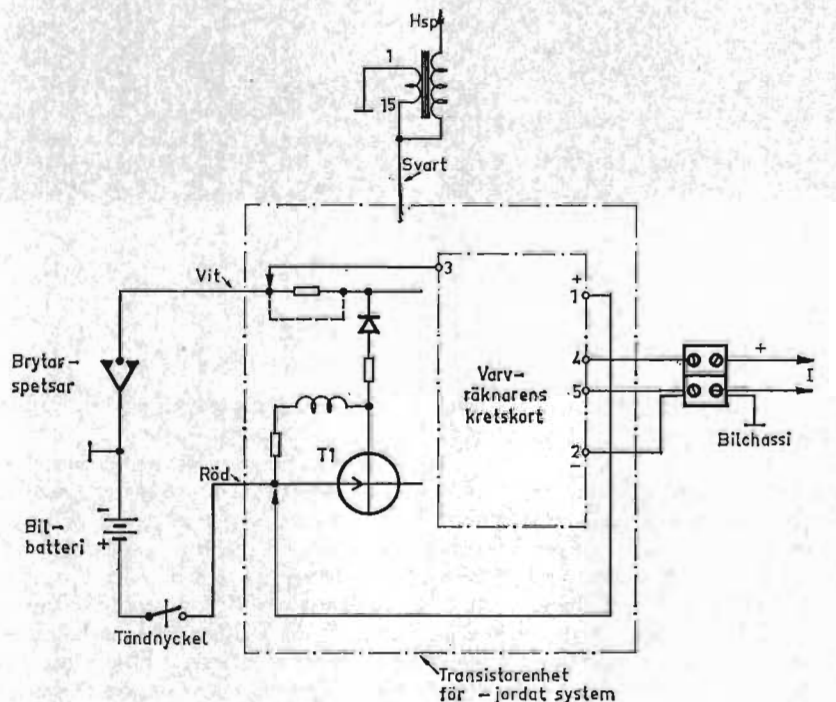 Hsp
1
15
Svart
Vit
3
+
1
Brytar-
spetsar
4
+
Varv-
räknarens
kretskort
5
I
T1
Bilchassi
2
-
Röd
-
Bil-
batteri
+
Tändnyckel
Transistorenhet
för - jordat system